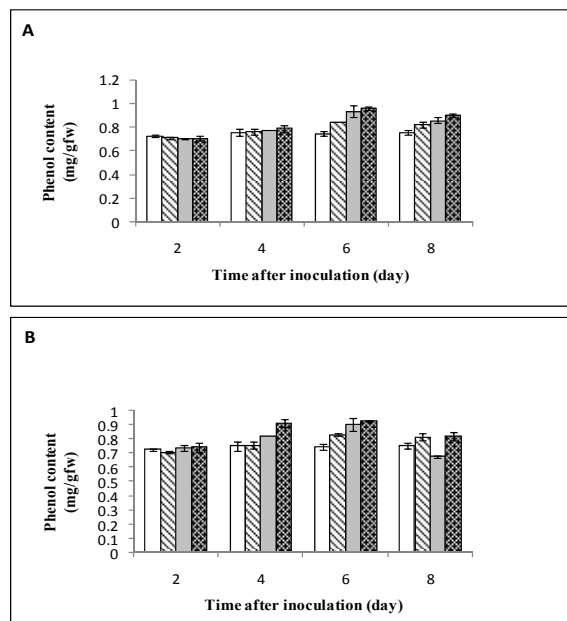 A
Phenol content
(mg/gfw)
1.2
1
0.8
0.6
0.4
0.2
0
2 4 6 8
Time after inoculation (day)
B
Phenol content
(mg/gfw)
1
0.9
0.8
0.7
0.6
0.5
0.4
0.3
0.2
0.1
0
2 4 6 8
Time after inoculation (day)